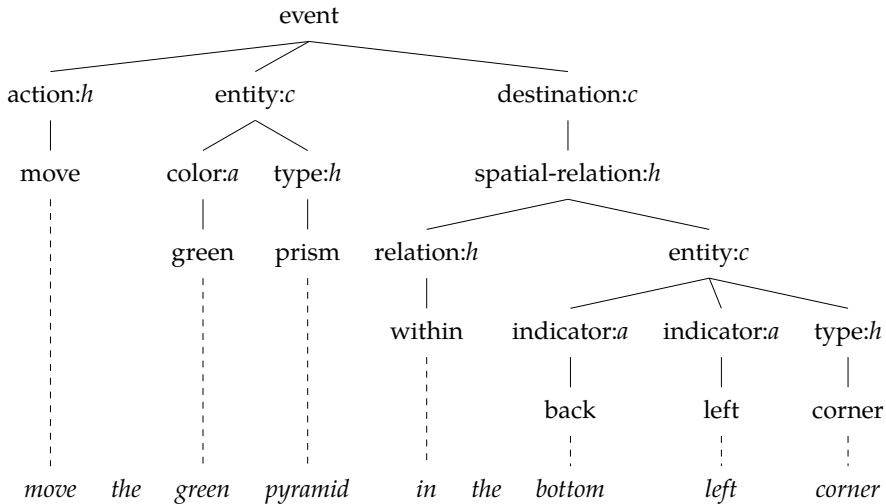 event
action:h entity:c destination:c
move color:a type:h spatial-relation:h
green prism relation:h entity:c
within indicator:a indicator:a type:h
back left corner
move the green pyramid in the bottom left corner